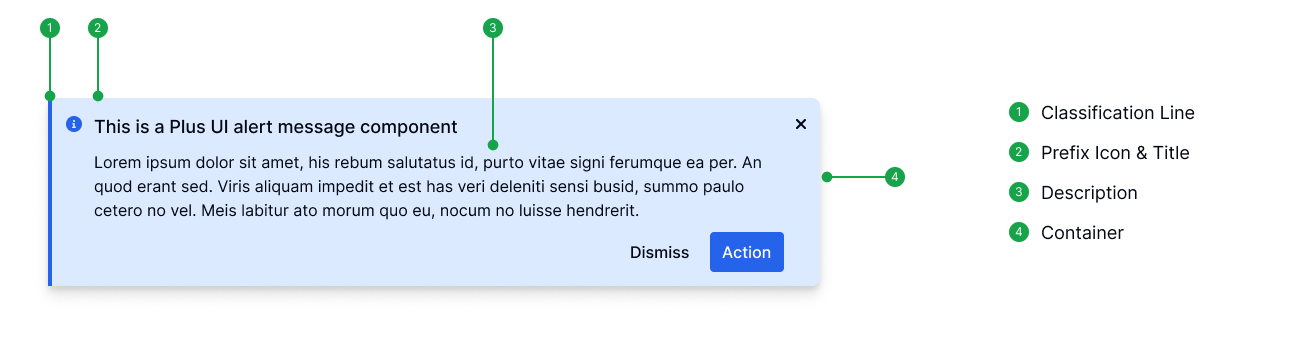 1 2 3
This is a Plus UI alert message component
Lorem ipsum dolor sit amet, his rebum salutatus id, purto vitae signi ferumque ea per. An
quod erant sed. Viris aliquam impedit et est has veri deleniti sensi busid, summo paulo
cetero no vel. Meis labitur ato morum quo eu, nocum no luisse hendrerit.
4
Dismiss Action
1 Classification Line
2 Prefix Icon & Title
3 Description
4 Container